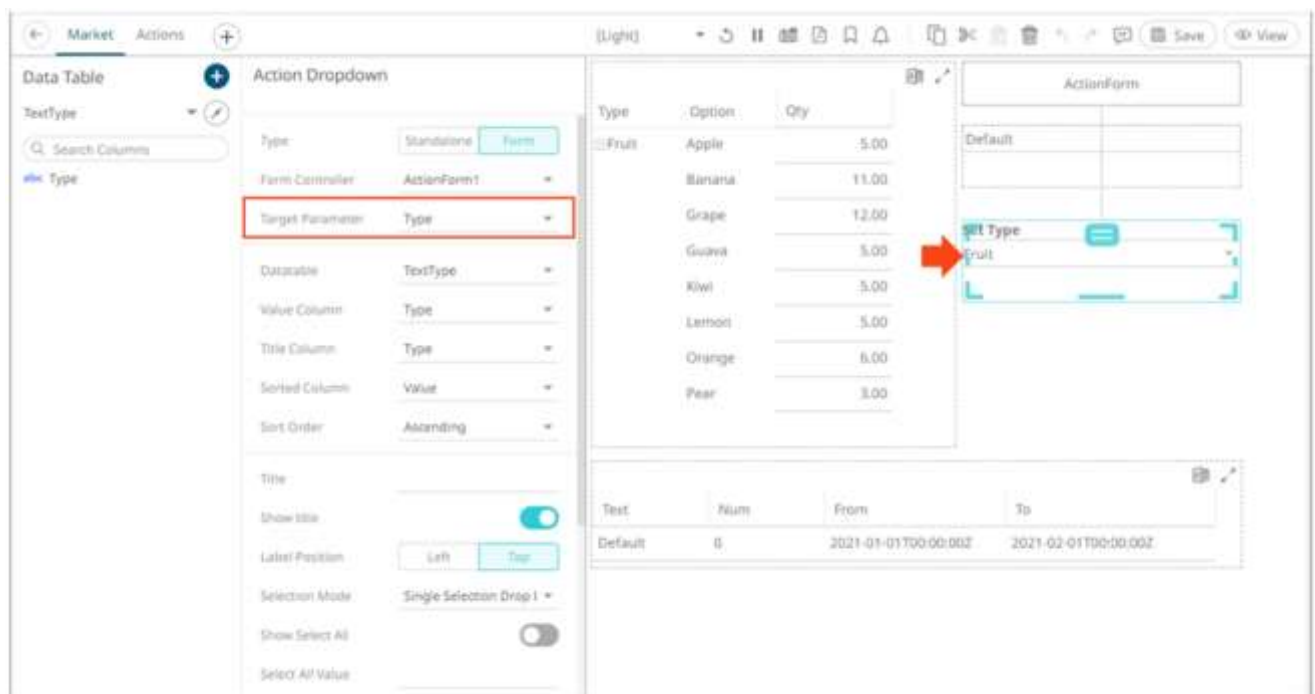 Market Actions
[Light]
Save
View
Data Table
TextType
Search Columns
abc Type
Action Dropdown
Type Standalone Form
Form Controller ActionForm1
Target Parameter Type
Datatable TextType
Value Column Type
Title Column Type
Sorted Column Value
Sort Order Ascending
Title
Show title
Label Position Left Top
Selection Mode Single Selection Drop
Show Select All
Select All Value
Type Option Qty
Fruit Apple 5.00
Banana 11.00
Grape 12.00
Guava 5.00
Kiwi 5.00
Lemon 5.00
Orange 6.00
Pear 3.00
ActionForm
Default
Set Type
Fruit
Text Num From To
Default 0 2021-01-01T00:00:00Z 2021-02-01T00:00:00Z